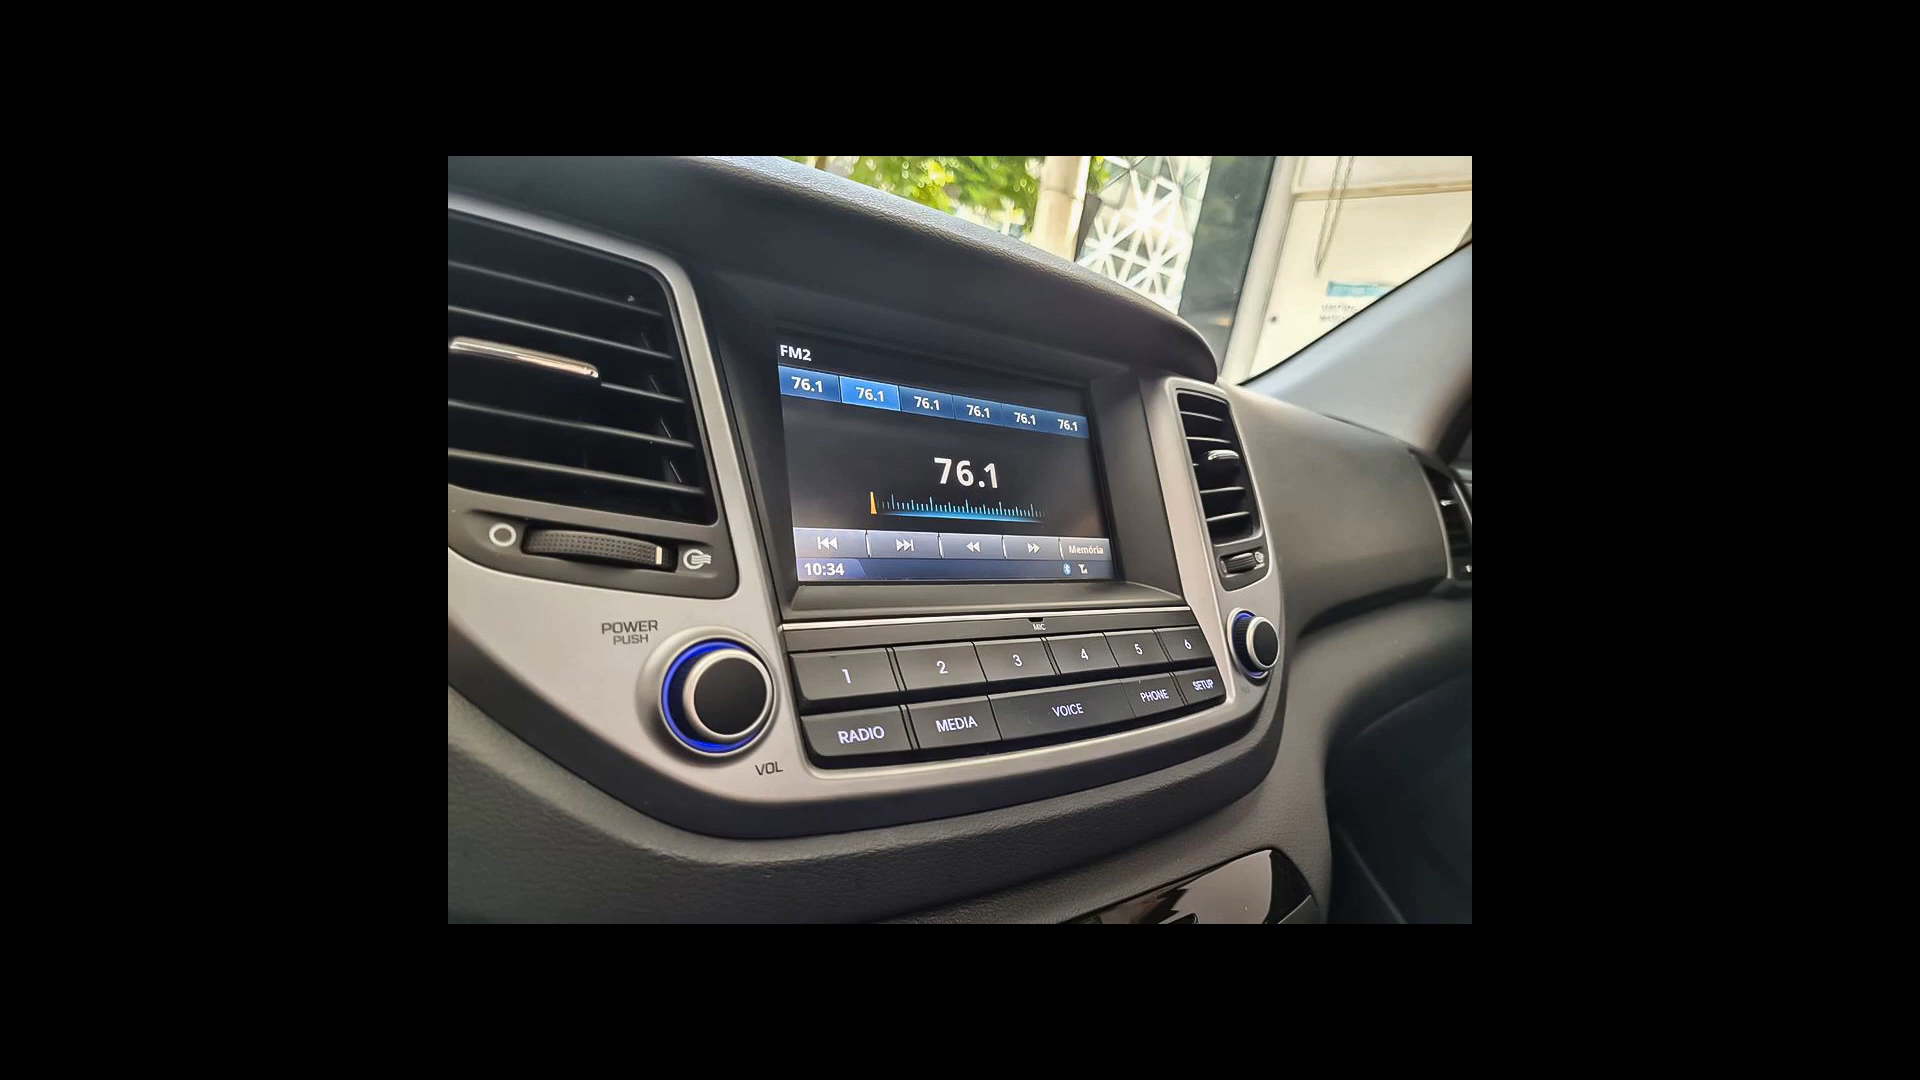 FM2
76.1 76.1 76.1 76.1 76.1 76.1
76.1
Memória
10:34
MIC
POWER
PUSH
1 2 3 4 5 6
RADIO MEDIA VOICE PHONE SETUP
VOL